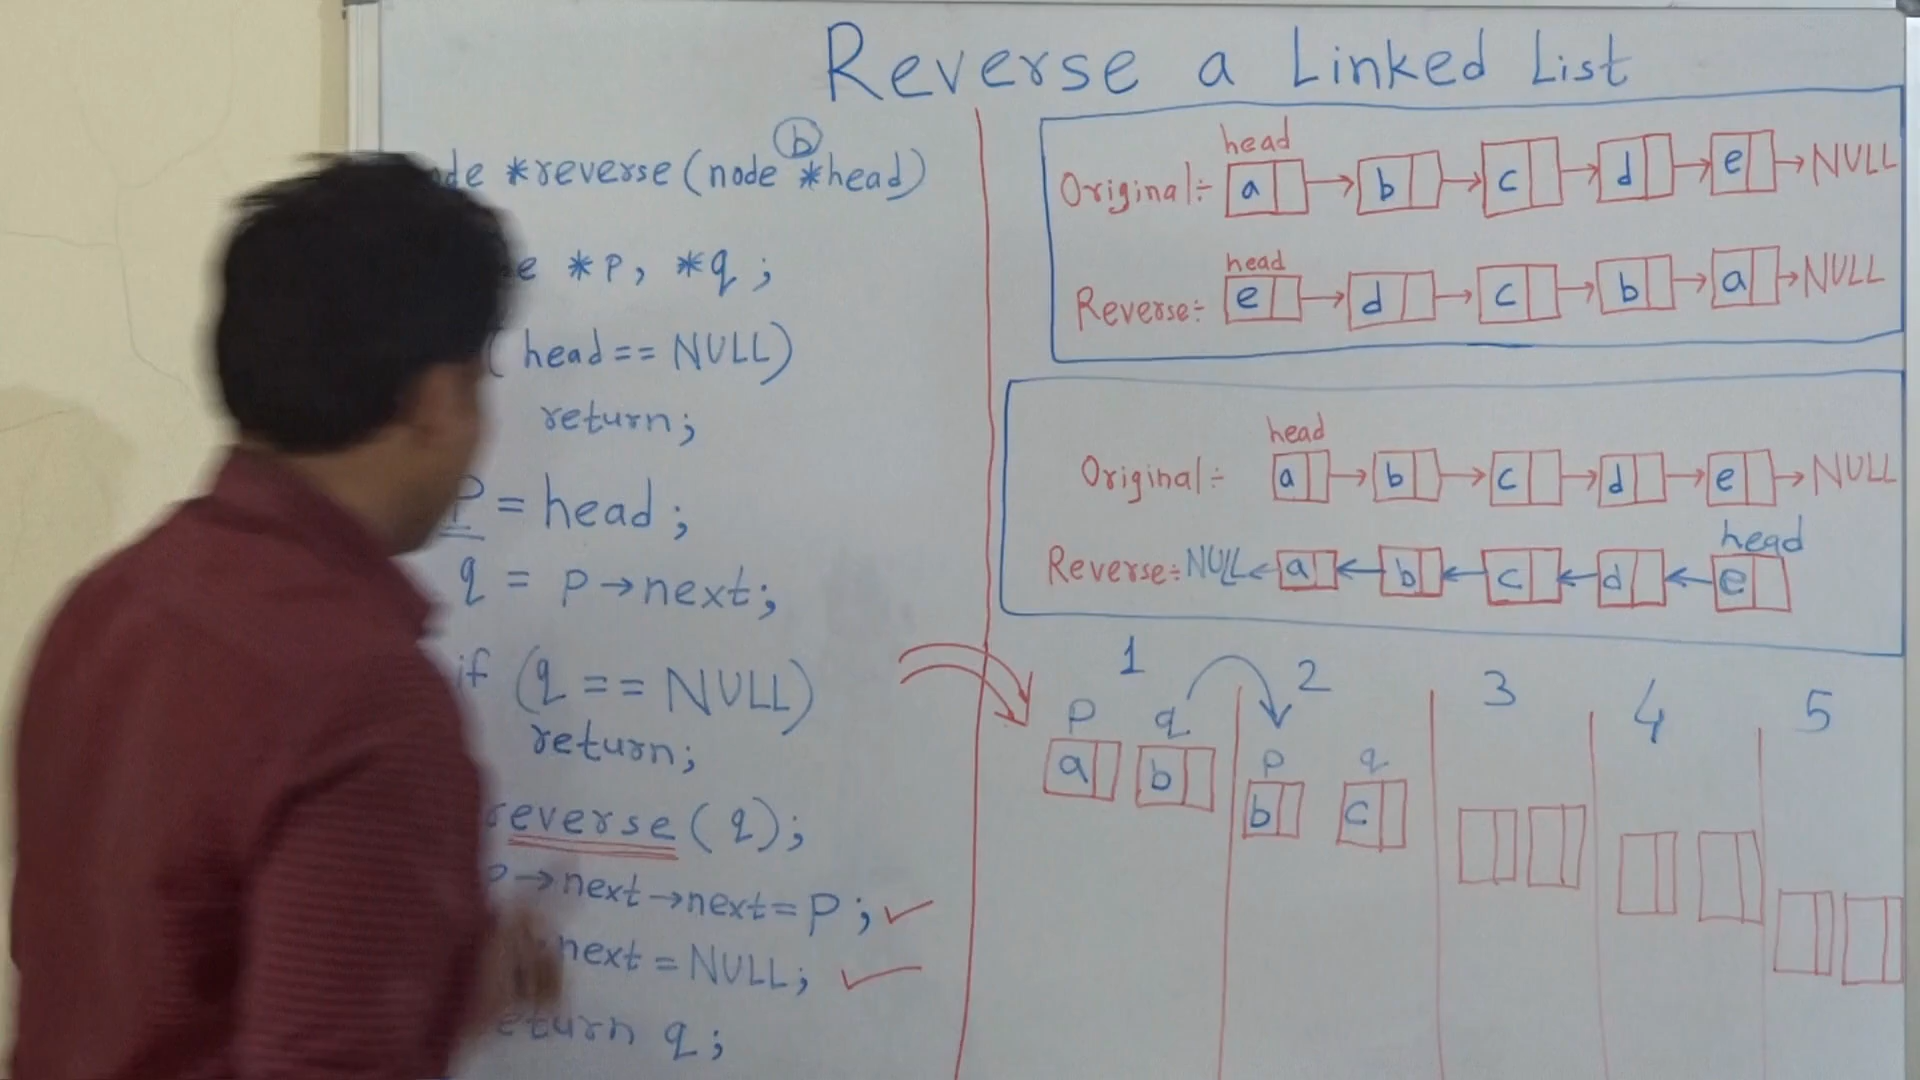 Reverse a Linked List
b
de *reverse(node *head)
e *p, *q;
( head == NULL)
return;
P = head;
q = p→next;
if (q == NULL)
return;
reverse(q);
p→next→next=p;
next = NULL;
eturn q;
head
Original:- a b c d e NULL
head
Reverse:- e d c b a NULL
head
Original:- a b c d e NULL
head
Reverse:- NULL a b c d e
1 2 3 4 5
p q
a b
p q
b c